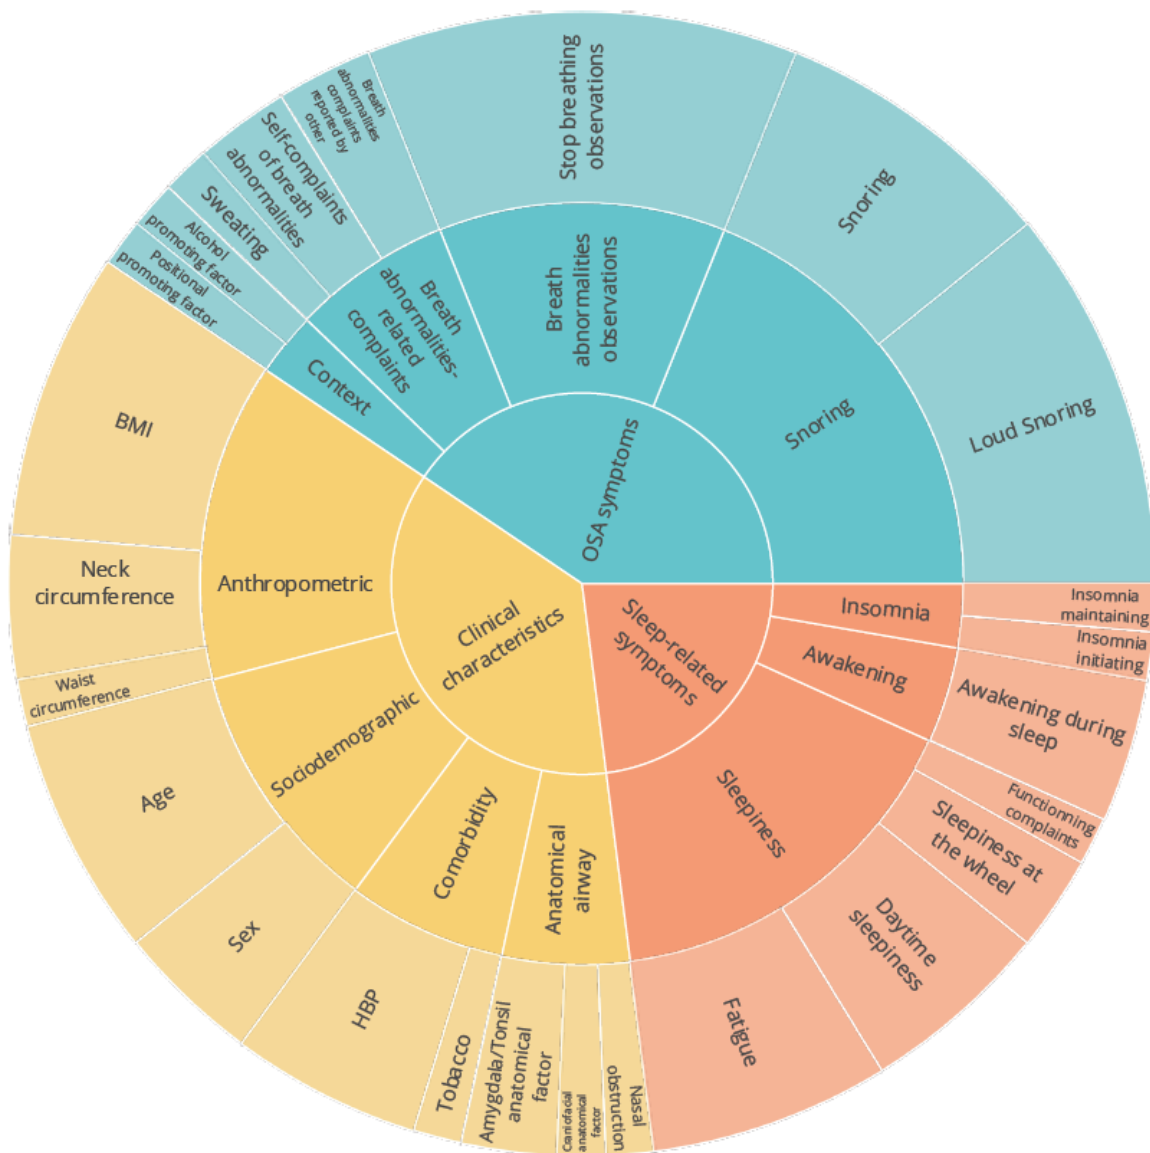 OSA symptoms
Breath
abnormalities
observations
Stop breathing
observations
Snoring
Snoring
Loud Snoring
Breath
abnormalities-
related
complaints
Breath
abnormalities
complaints
reported by
other
Self-complaints
of breath
abnormalities
Sweating
Context
Alcohol
promoting factor
Positional
promoting factor
Clinical
characteristics
Anthropometric
BMI
Neck
circumference
Waist
circumference
Sociodemographic
Age
Sex
Comorbidity
HBP
Tobacco
Anatomical
airway
Amygdala/Tonsil
anatomical
factor
Craniofacial
anatomical
factor
Nasal
obstruction
Sleep-related
symptoms
Insomnia
Insomnia
maintaining
Insomnia
initiating
Awakening
Awakening during
sleep
Sleepiness
Functionning
complaints
Sleepiness at
the wheel
Daytime
sleepiness
Fatigue